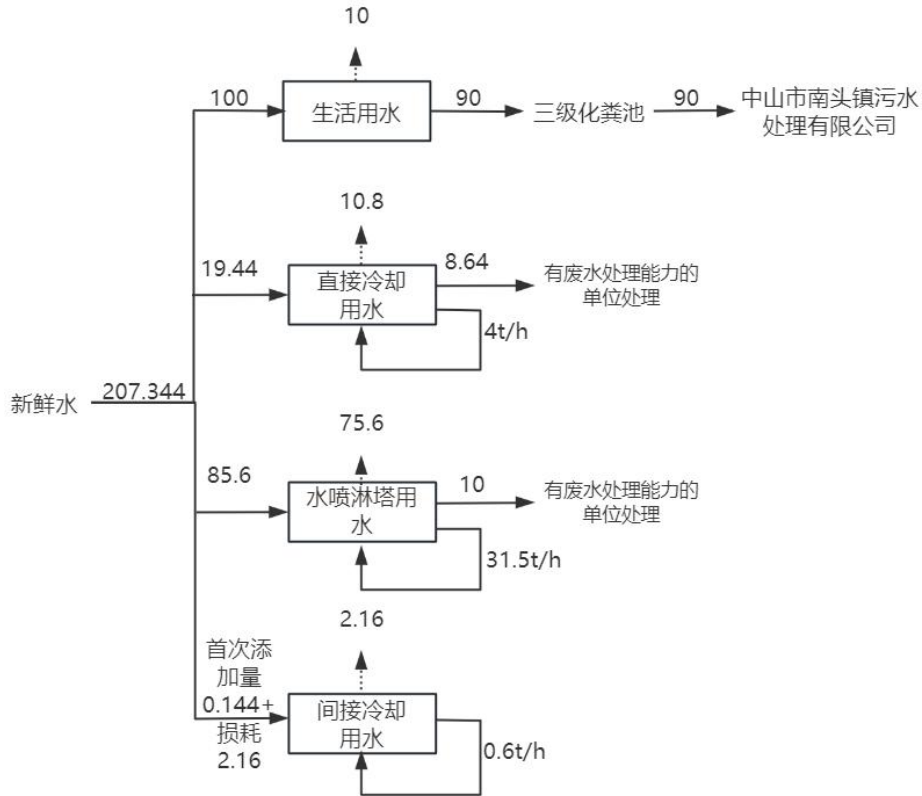 10
100
生活用水
90
三级化粪池
90
中山市南头镇污水
处理有限公司
10.8
19.44
直接冷却
用水
8.64
有废水处理能力的
单位处理
4t/h
新鲜水
207.344
75.6
85.6
水喷淋塔用
水
10
有废水处理能力的
单位处理
31.5t/h
2.16
首次添
加量
0.144+
损耗
2.16
间接冷却
用水
0.6t/h